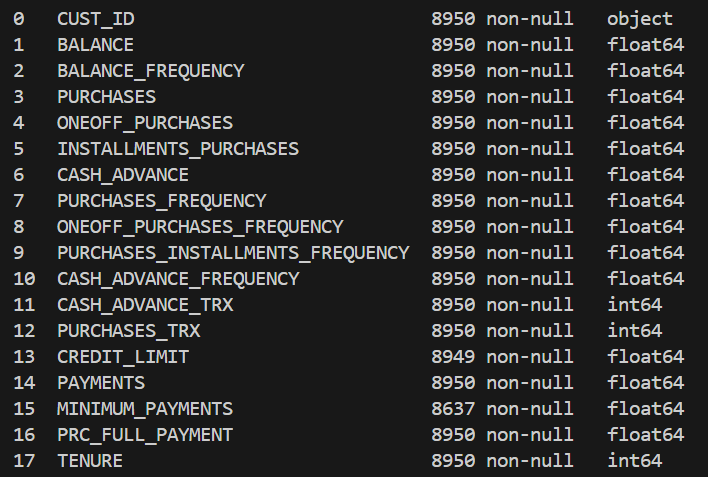 0 CUST_ID 8950 non-null object
1 BALANCE 8950 non-null float64
2 BALANCE_FREQUENCY 8950 non-null float64
3 PURCHASES 8950 non-null float64
4 ONEOFF_PURCHASES 8950 non-null float64
5 INSTALLMENTS_PURCHASES 8950 non-null float64
6 CASH_ADVANCE 8950 non-null float64
7 PURCHASES_FREQUENCY 8950 non-null float64
8 ONEOFF_PURCHASES_FREQUENCY 8950 non-null float64
9 PURCHASES_INSTALLMENTS_FREQUENCY 8950 non-null float64
10 CASH_ADVANCE_FREQUENCY 8950 non-null float64
11 CASH_ADVANCE_TRX 8950 non-null int64
12 PURCHASES_TRX 8950 non-null int64
13 CREDIT_LIMIT 8949 non-null float64
14 PAYMENTS 8950 non-null float64
15 MINIMUM_PAYMENTS 8637 non-null float64
16 PRC_FULL_PAYMENT 8950 non-null float64
17 TENURE 8950 non-null int64